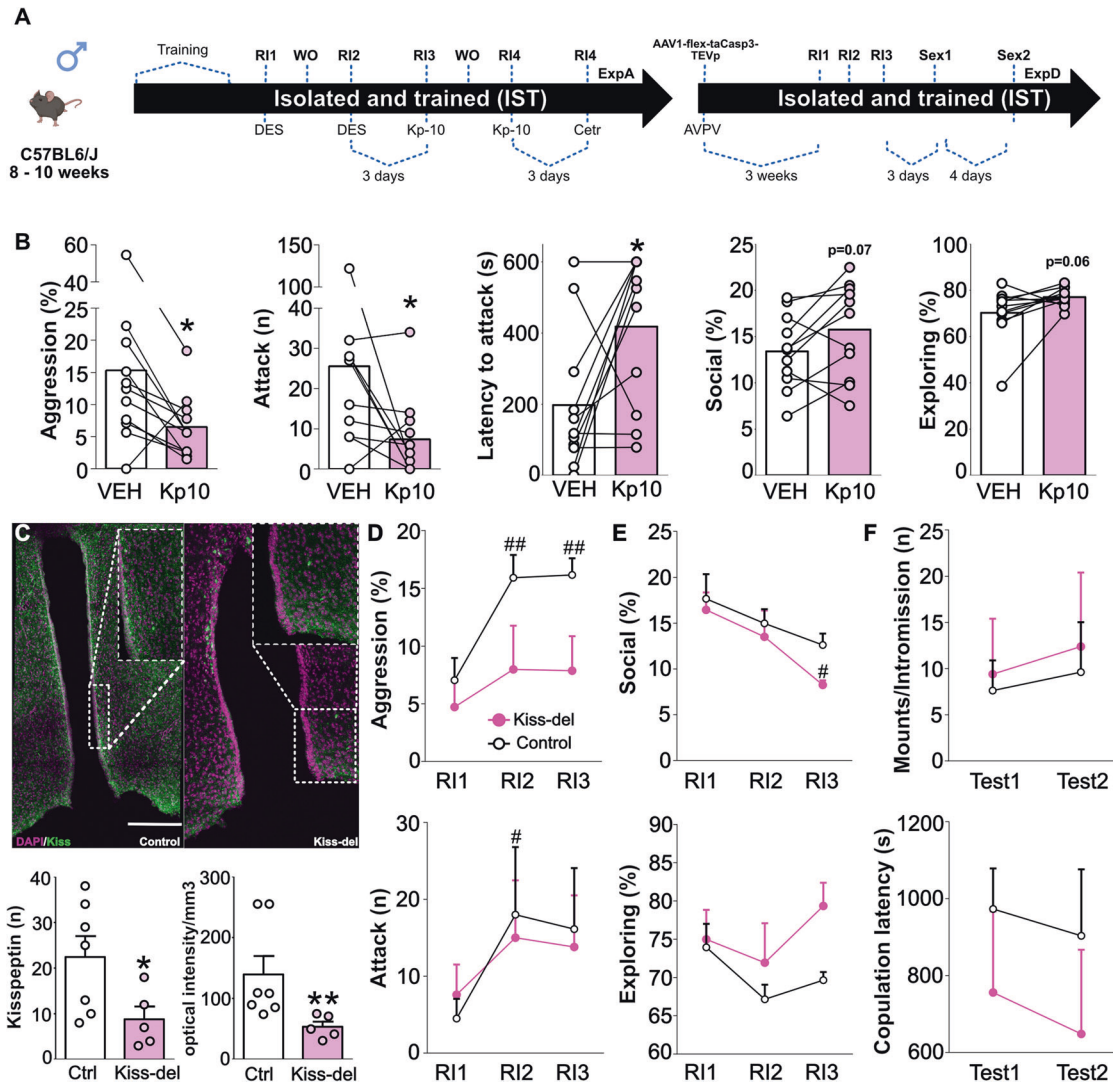 A
Training
RI1
WO
RI2
RI3
WO
RI4
RI4
ExpA
Isolated and trained (IST)
DES
DES
Kp-10
Kp-10
Cetr
3 days
3 days
C57BL6/J
8 - 10 weeks
AAV1-flex-taCasp3-
TEVp
RI1
RI2
RI3
Sex1
Sex2
ExpD
Isolated and trained (IST)
AVPV
3 weeks
3 days
4 days
B
Aggression (%)
60
40
20
15
10
5
0
*
VEH
Kp10
Attack (n)
150
100
50
40
30
20
10
0
*
VEH
Kp10
Latency to attack (s)
600
400
200
0
*
VEH
Kp10
Social (%)
25
20
15
10
5
0
p=0.07
VEH
Kp10
Exploring (%)
100
80
60
40
20
0
p=0.06
VEH
Kp10
C
DAPI/Kiss
Control
Kiss-del
Kisspeptin (n)
40
30
20
10
0
*
Ctrl
Kiss-del
optical intensity/mm3
300
200
100
0
**
Ctrl
Kiss-del
D
Aggression (%)
20
15
10
5
0
##
##
Kiss-del
Control
RI1
RI2
RI3
Attack (n)
30
20
10
0
#
RI1
RI2
RI3
E
Social (%)
25
20
15
10
5
0
#
RI1
RI2
RI3
Exploring (%)
90
85
80
75
70
65
60
RI1
RI2
RI3
F
Mounts/Intromission (n)
25
20
15
10
5
0
Test1
Test2
Copulation latency (s)
1200
1000
800
600
Test1
Test2